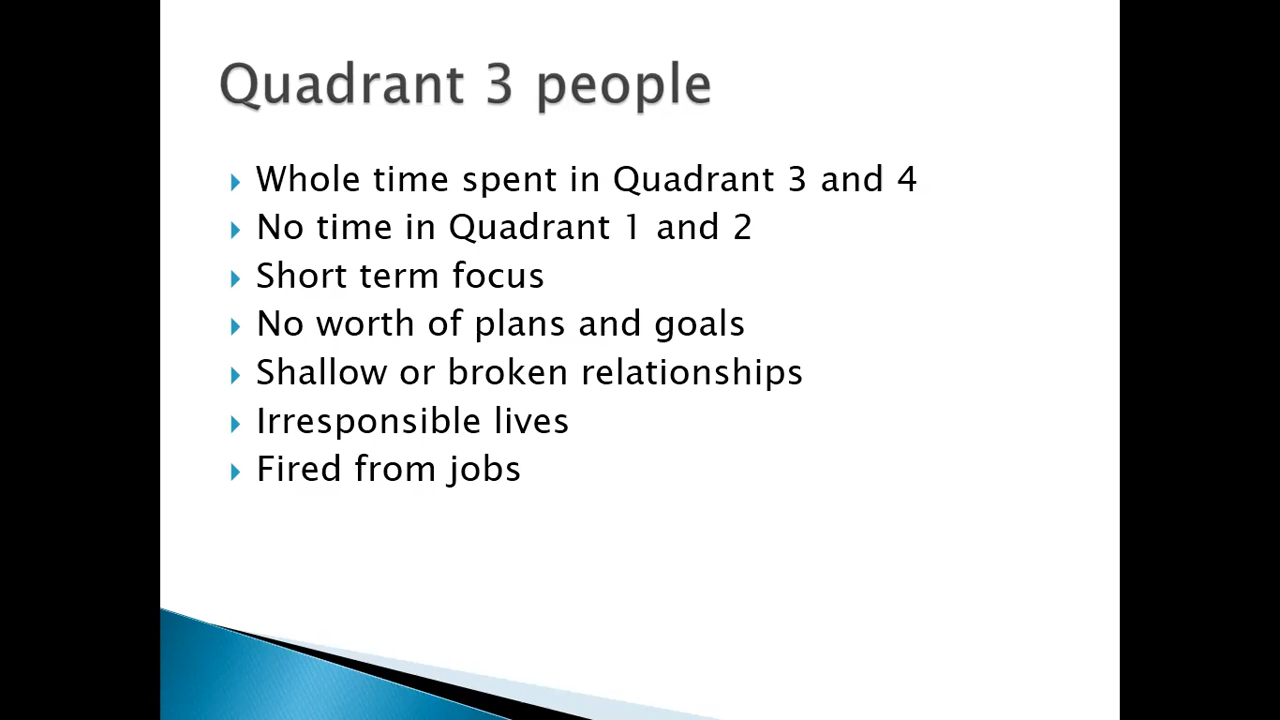 Quadrant 3 people
Whole time spent in Quadrant 3 and 4
No time in Quadrant 1 and 2
Short term focus
No worth of plans and goals
Shallow or broken relationships
Irresponsible lives
Fired from jobs